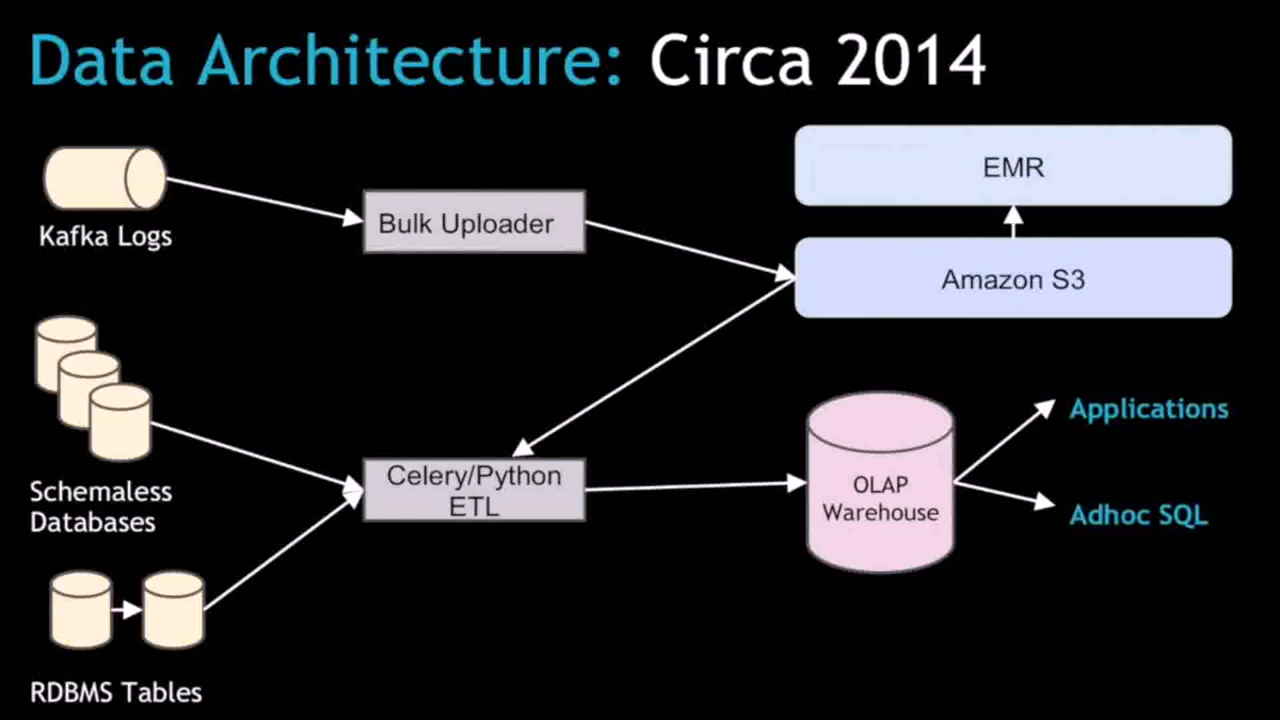 Data Architecture: Circa 2014
EMR
Kafka Logs
Bulk Uploader
Amazon S3
Schemaless
Databases
Celery/Python
ETL
OLAP
Warehouse
Applications
Adhoc SQL
RDBMS Tables